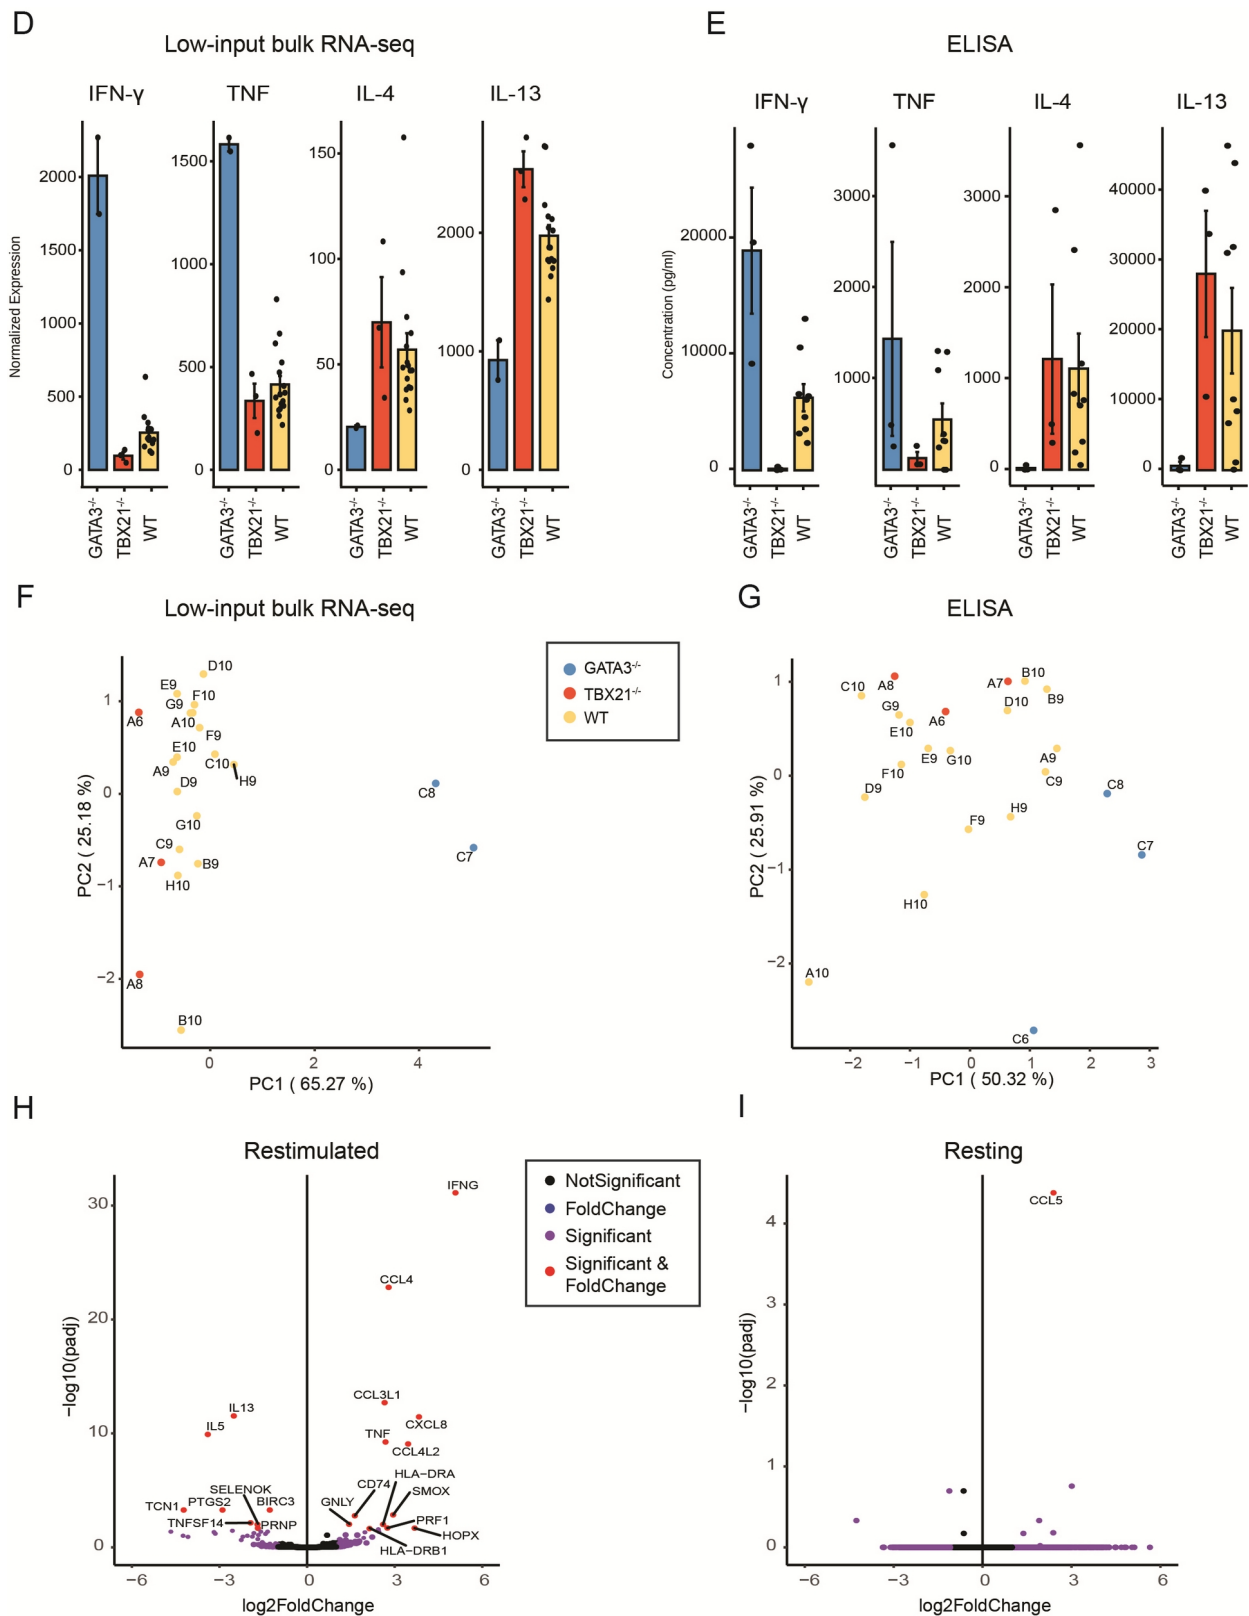 D
Low-input bulk RNA-seq
IFN-γ
TNF
IL-4
IL-13
Normalized Expression
2000
1500
1000
500
0
1500
1000
500
0
150
100
50
0
2000
1000
0
GATA3-/-
TBX21-/-
WT
GATA3-/-
TBX21-/-
WT
GATA3-/-
TBX21-/-
WT
GATA3-/-
TBX21-/-
WT
E
ELISA
IFN-γ
TNF
IL-4
IL-13
Concentration (pg/ml)
20000
10000
0
3000
2000
1000
3000
2000
1000
0
40000
30000
20000
10000
0
GATA3-/-
TBX21-/-
WT
GATA3-/-
TBX21-/-
WT
GATA3-/-
TBX21-/-
WT
GATA3-/-
TBX21-/-
WT
F
Low-input bulk RNA-seq
PC2 ( 25.18 %)
1
0
−1
−2
D10
E9
G9
F10
A6
A10
F9
E10
A9
C10
H9
D9
C8
G10
C9
C7
A7
B9
H10
A8
B10
0
2
4
PC1 ( 65.27 %)
GATA3-/-
TBX21-/-
WT
G
ELISA
PC2 ( 25.91 %)
1
0
−1
−2
C10
A8
A7
B10
B9
G9
A6
D10
E10
E9
G10
A9
F10
C9
D9
C8
F9
H9
C7
H10
A10
C6
−2
−1
0
1
2
3
PC1 ( 50.32 %)
H
Restimulated
−log10(padj)
30
20
10
0
IFNG
CCL4
CCL3L1
IL13
CXCL8
IL5
TNF
CCL4L2
HLA−DRA
CD74
SELENOK
SMOX
TCN1
PTGS2
BIRC3
GNLY
TNFSF14
PRNP
PRF1
HOPX
HLA−DRB1
−6
−3
0
3
6
log2FoldChange
NotSignificant
FoldChange
Significant
Significant &
FoldChange
I
Resting
−log10(padj)
4
3
2
1
0
CCL5
−6
−3
0
3
6
log2FoldChange